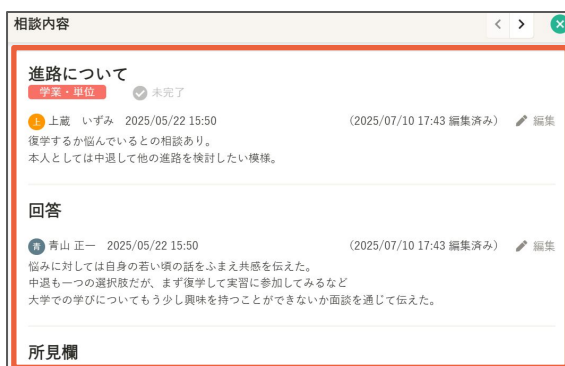 相談内容
進路について
学業・単位 未完了
上 上蔵 いずみ 2025/05/22 15:50 (2025/07/10 17:43 編集済み) 編集
復学するか悩んでいるとの相談あり。
本人としては中退して他の進路を検討したい模様。
回答
青 青山 正一 2025/05/22 15:50 (2025/07/10 17:43 編集済み) 編集
悩みに対しては自身の若い頃の話をふまえ共感を伝えた。
中退も一つの選択肢だが、まず復学して実習に参加してみるなど
大学での学びについてもう少し興味を持つことができないか面談を通じて伝えた。
所見欄